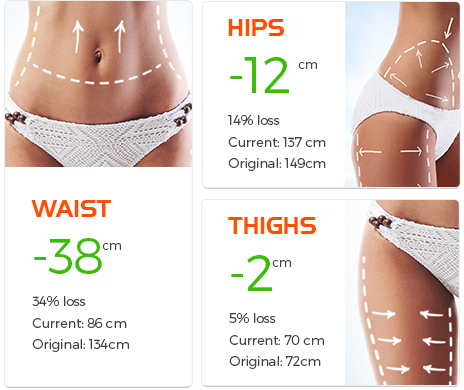 WAIST
-38 cm
34% loss
Current: 86 cm
Original: 134cm
HIPS
-12 cm
14% loss
Current: 137 cm
Original: 149cm
THIGHS
-2 cm
5% loss
Current: 70 cm
Original: 72cm